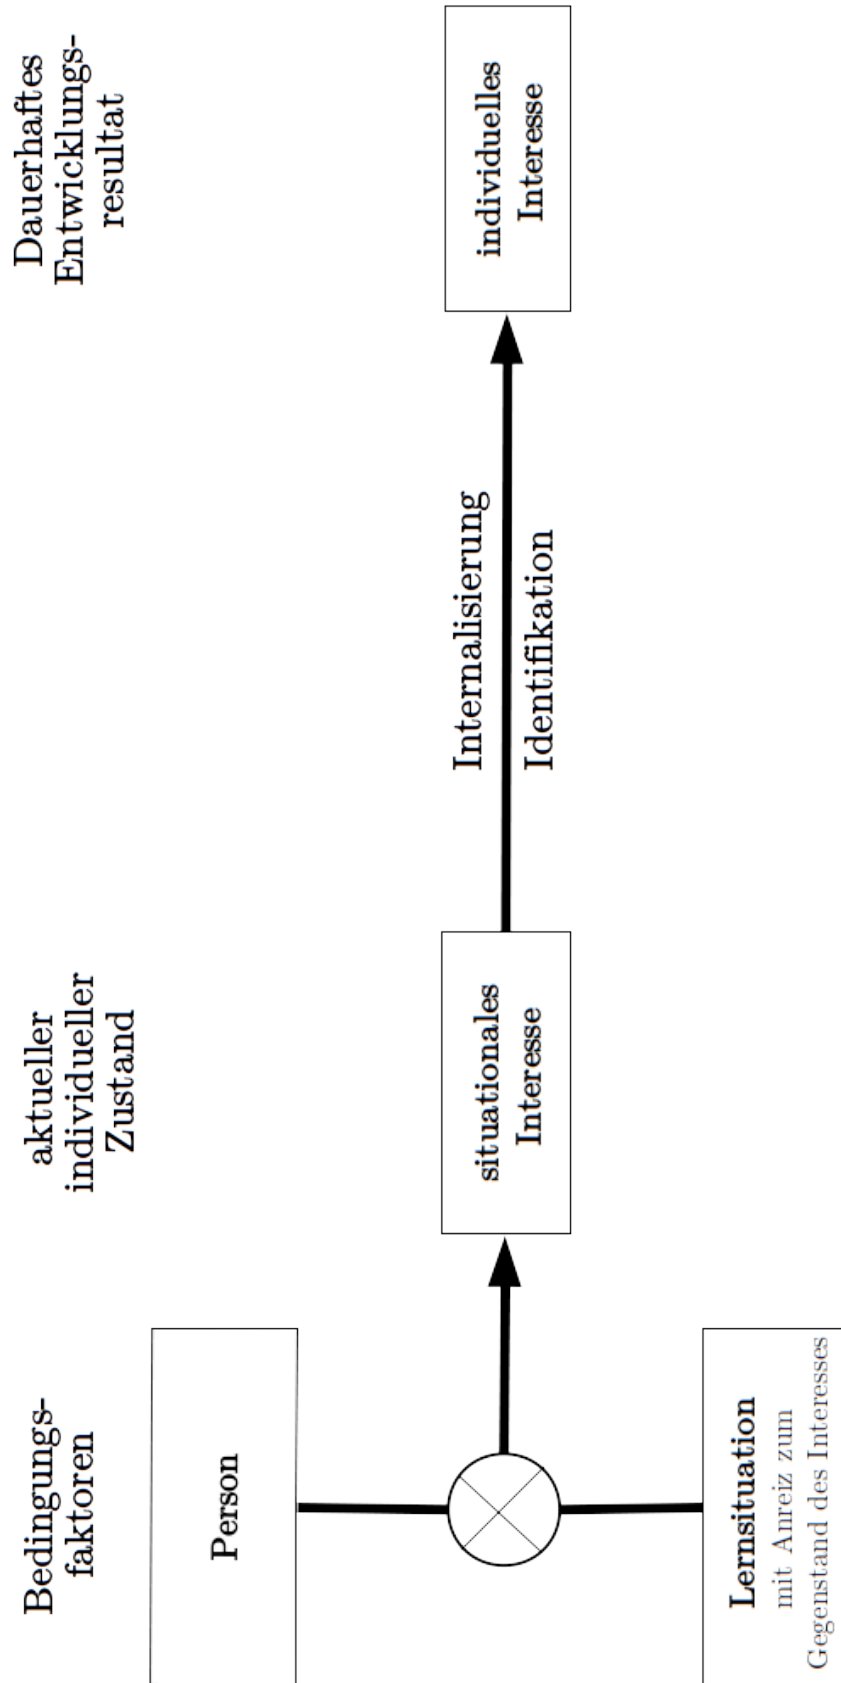 Bedingungs-
faktoren
aktueller
individueller
Zustand
Dauerhaftes
Entwicklungs-
resultat
Person
situationales
Interesse
Internalisierung
Identifikation
individuelles
Interesse
Lernsituation
mit Anreiz zum
Gegenstand des Interesses